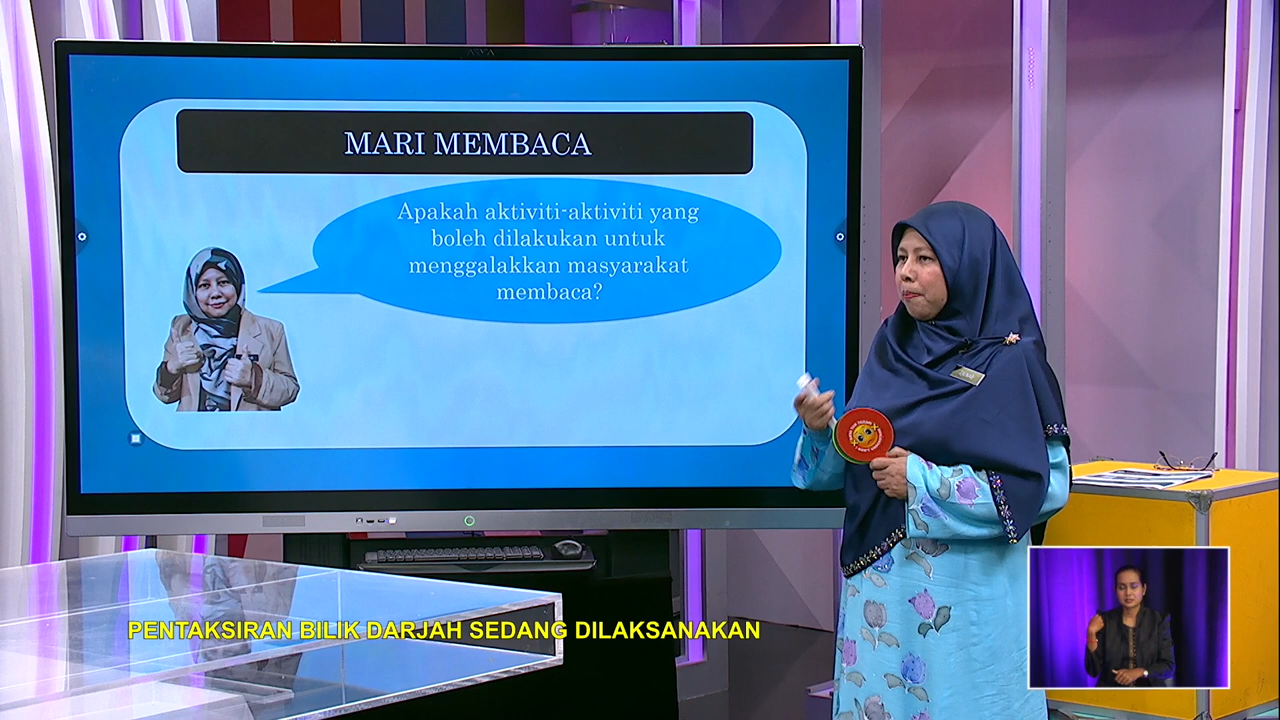 MARI MEMBACA
Apakah aktiviti-aktiviti yang
boleh dilakukan untuk
menggalakkan masyarakat
membaca?
PENTAKSIRAN BILIK DARJAH SEDANG DILAKSANAKAN